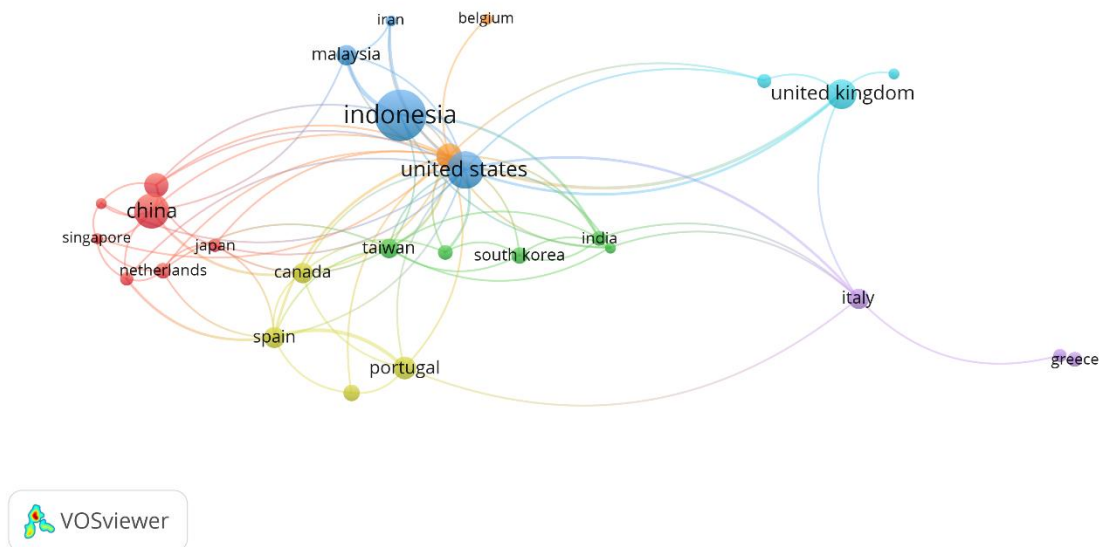 iran
belgium
malaysia
united kingdom
indonesia
united states
china
singapore
japan
taiwan
india
south korea
netherlands
canada
italy
spain
greece
portugal
VOSviewer